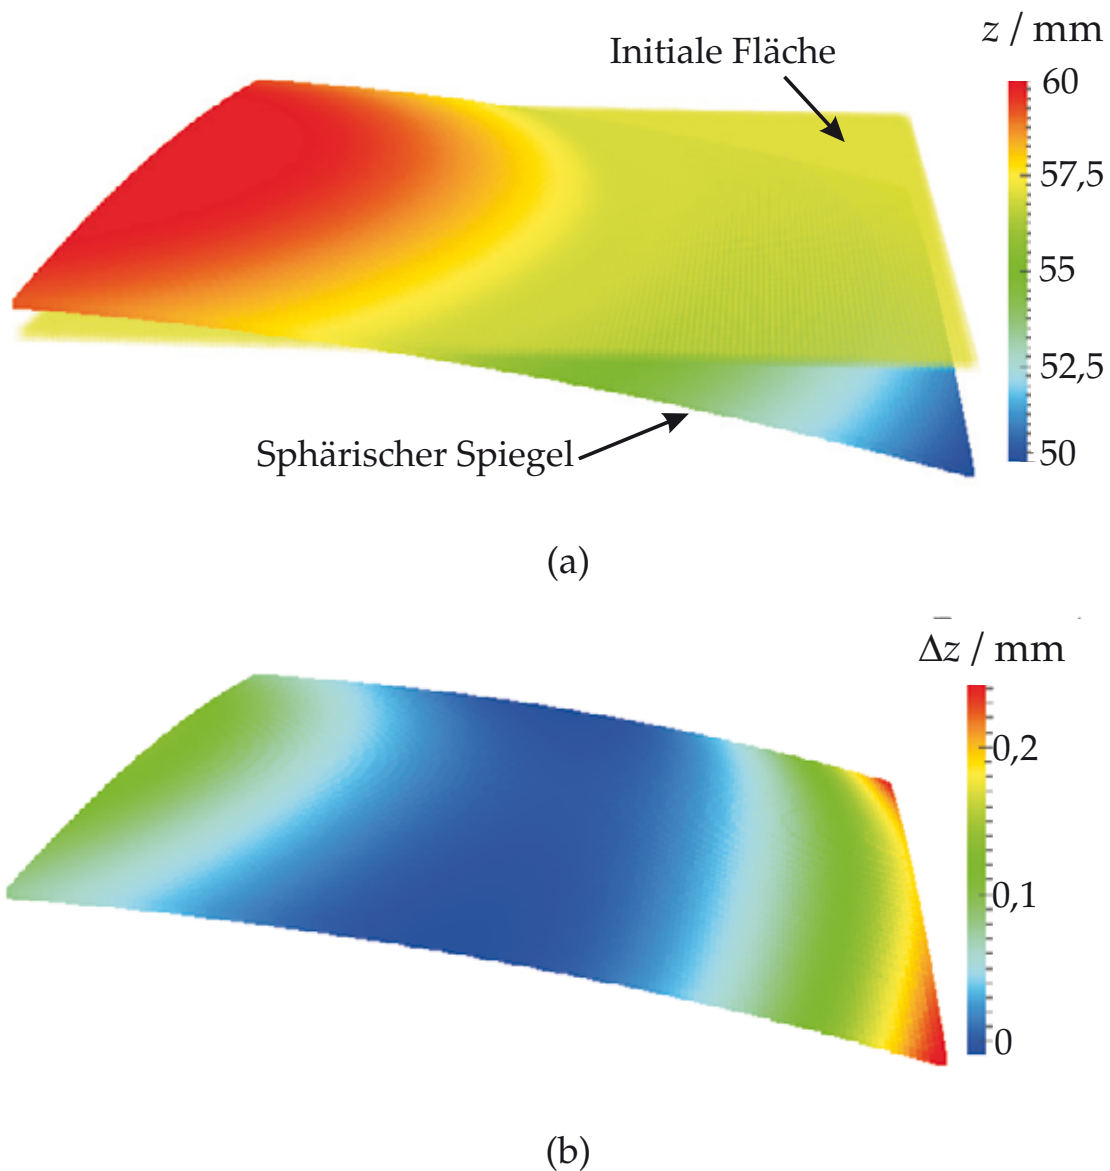 z / mm
Initiale Fläche
60
57,5
55
52,5
50
Sphärischer Spiegel
(a)
Δz / mm
0,2
0,1
0
(b)